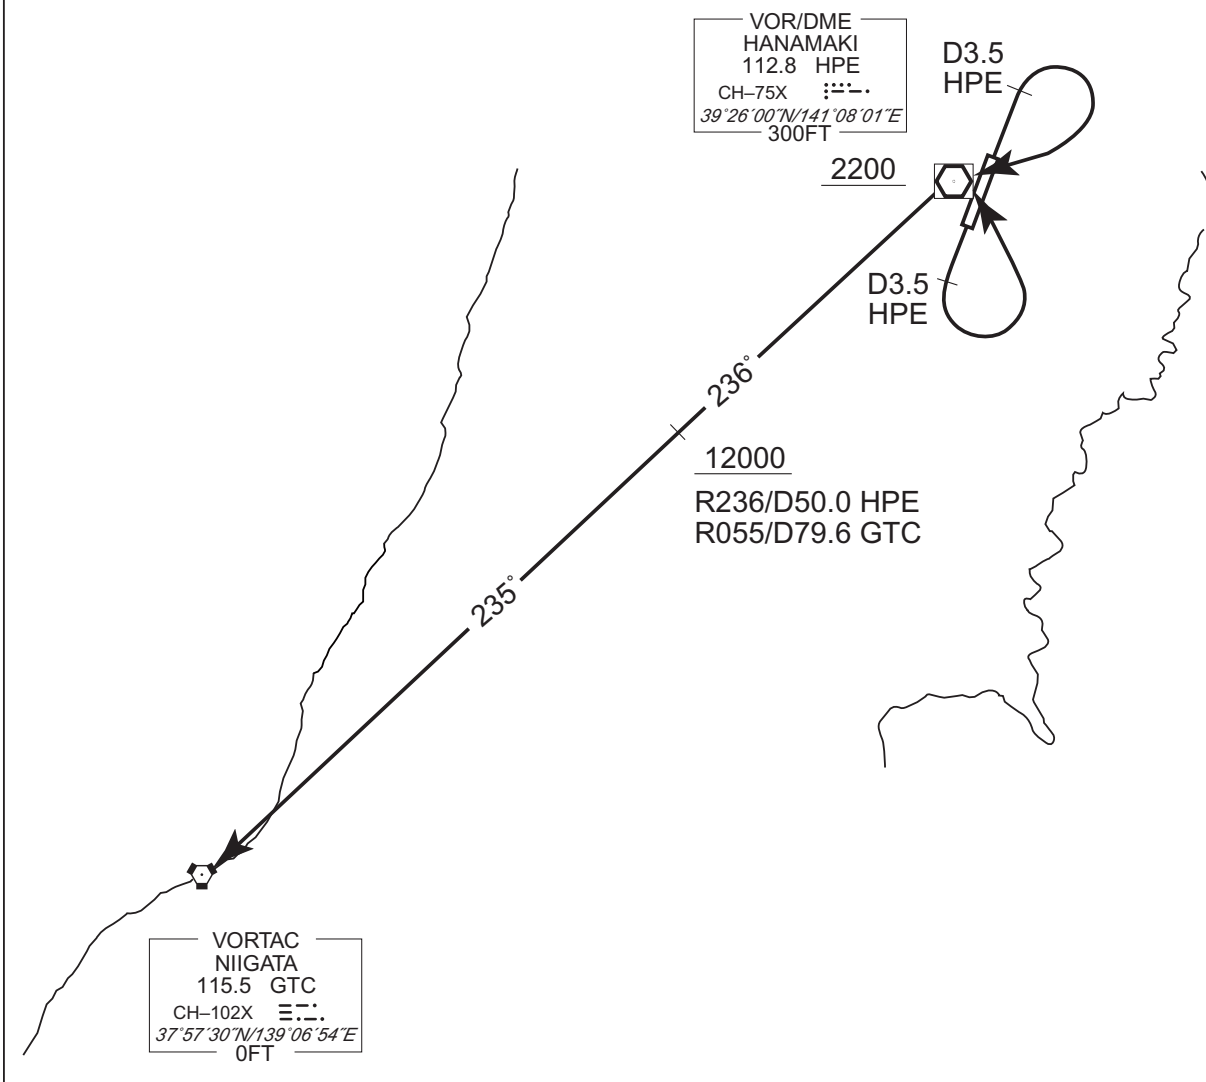 VOR/DME
HANAMAKI
112.8 HPE
CH–75X
39°26′00″N/141°08′01″E
300FT
D3.5
HPE
2200
D3.5
HPE
236°
12000
R236/D50.0 HPE
R055/D79.6 GTC
235°
VORTAC
NIIGATA
115.5 GTC
CH–102X
37°57′30″N/139°06′54″E
0FT